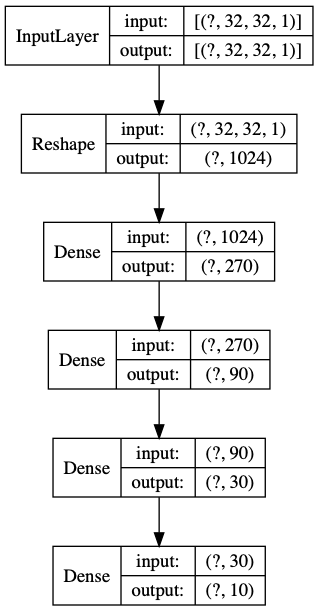 InputLayer
input: [(?, 32, 32, 1)]
output: [(?, 32, 32, 1)]
Reshape
input: (?, 32, 32, 1)
output: (?, 1024)
Dense
input: (?, 1024)
output: (?, 270)
Dense
input: (?, 270)
output: (?, 90)
Dense
input: (?, 90)
output: (?, 30)
Dense
input: (?, 30)
output: (?, 10)